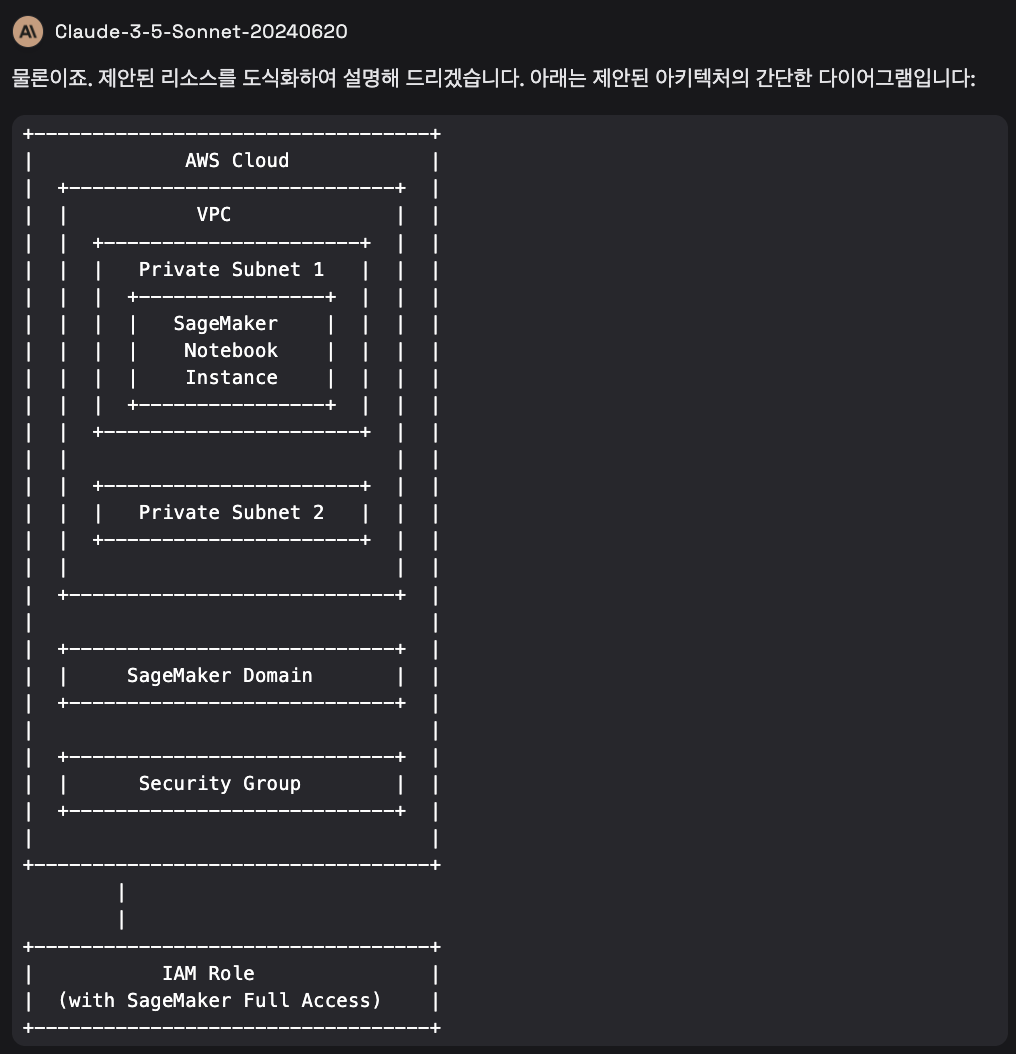 Claude-3-5-Sonnet-20240620
물론이죠. 제안된 리소스를 도식화하여 설명해 드리겠습니다. 아래는 제안된 아키텍처의 간단한 다이어그램입니다:
AWS Cloud
VPC
Private Subnet 1
SageMaker
Notebook
Instance
Private Subnet 2
SageMaker Domain
Security Group
IAM Role
(with SageMaker Full Access)